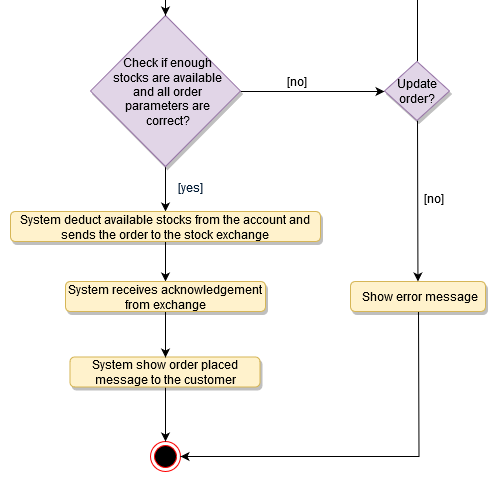 Check if enough
stocks are available
and all order
parameters are
correct?
[no]
Update
order?
[yes]
[no]
System deduct available stocks from the account and
sends the order to the stock exchange
System receives acknowledgement
from exchange
Show error message
System show order placed
message to the customer